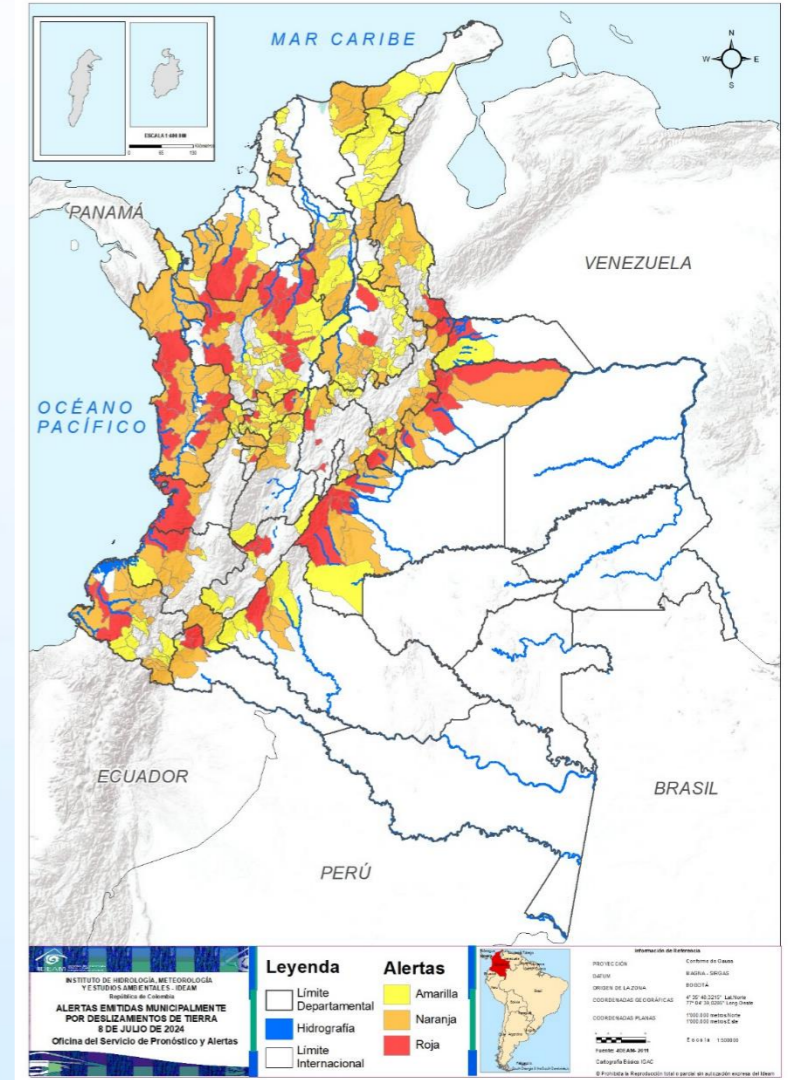 MAR CARIBE
N
W
E
S
PANAMÁ
VENEZUELA
OCÉANO
PACÍFICO
ECUADOR
BRASIL
PERÚ
IDEAM
INSTITUTO DE HIDROLOGÍA, METEOROLOGÍA
Y ESTUDIOS AMBIENTALES - IDEAM
República de Colombia
ALERTAS EMITIDAS MUNICIPALMENTE
POR DESLIZAMIENTOS DE TIERRA
8 DE JULIO DE 2024
Oficina del Servicio de Pronóstico y Alertas
Leyenda
Límite
Departamental
Hidrografía
Límite
Internacional
Alertas
Amarilla
Naranja
Roja
Información de Referencia
PROYECCIÓN
Conforme de Gauss
DATUM
MAGNA - SIRGAS
ORIGEN DE LA ZONA
BOGOTÁ
COORDENADAS GEOGRÁFICAS
COORDENADAS PLANAS
Cartografía Básica IGAC